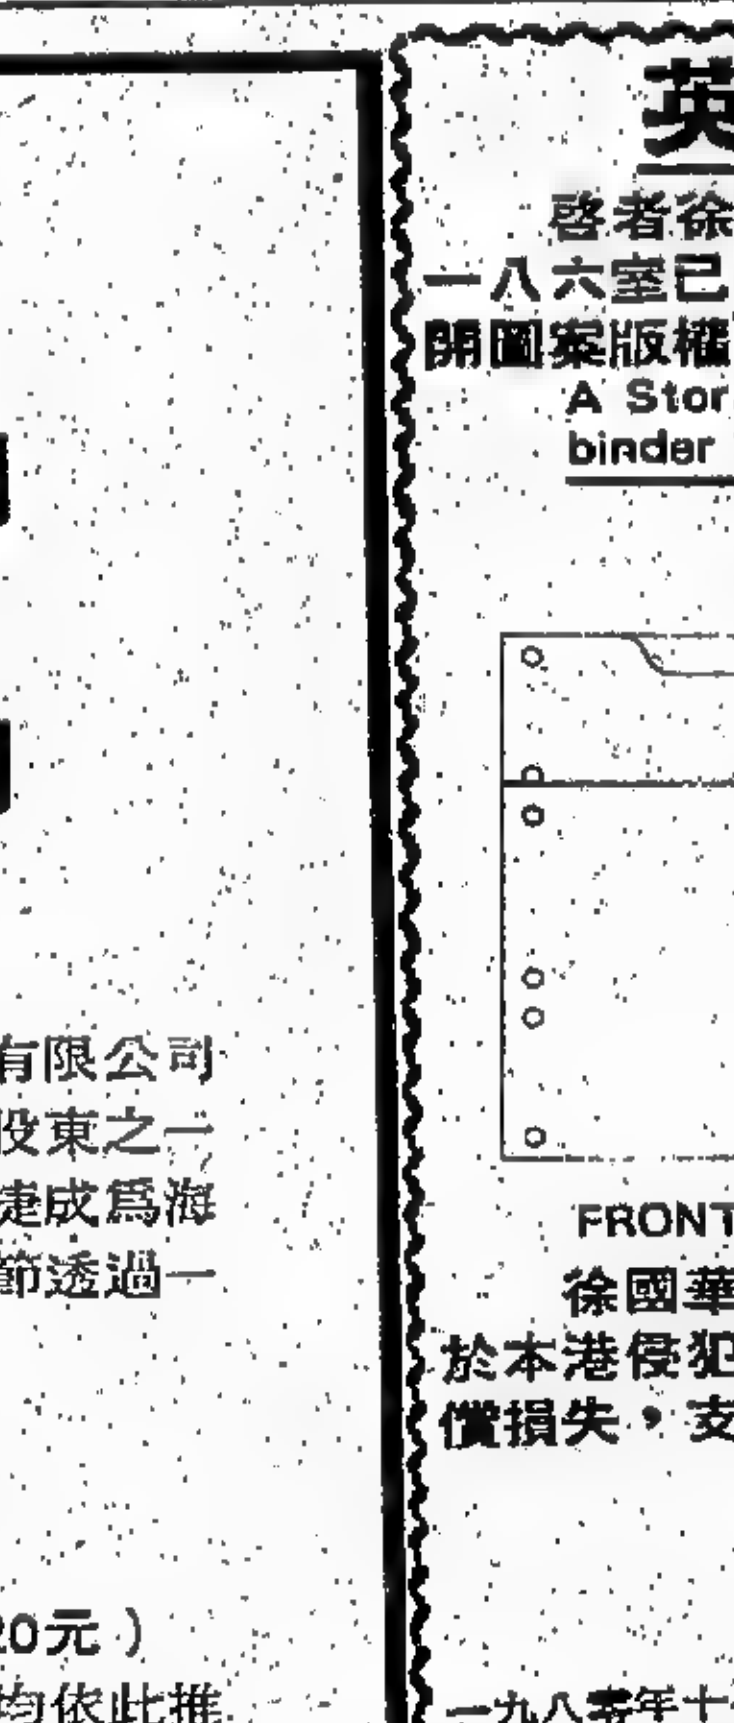 有限公司
股東之一
捷成爲海
節透過一
20元）
均依此推
英
啓者徐
一八六室已
開圖案版權
A Stor
binder
FRONT
徐國華
於本港侵犯
償損失，支
一九八零年十